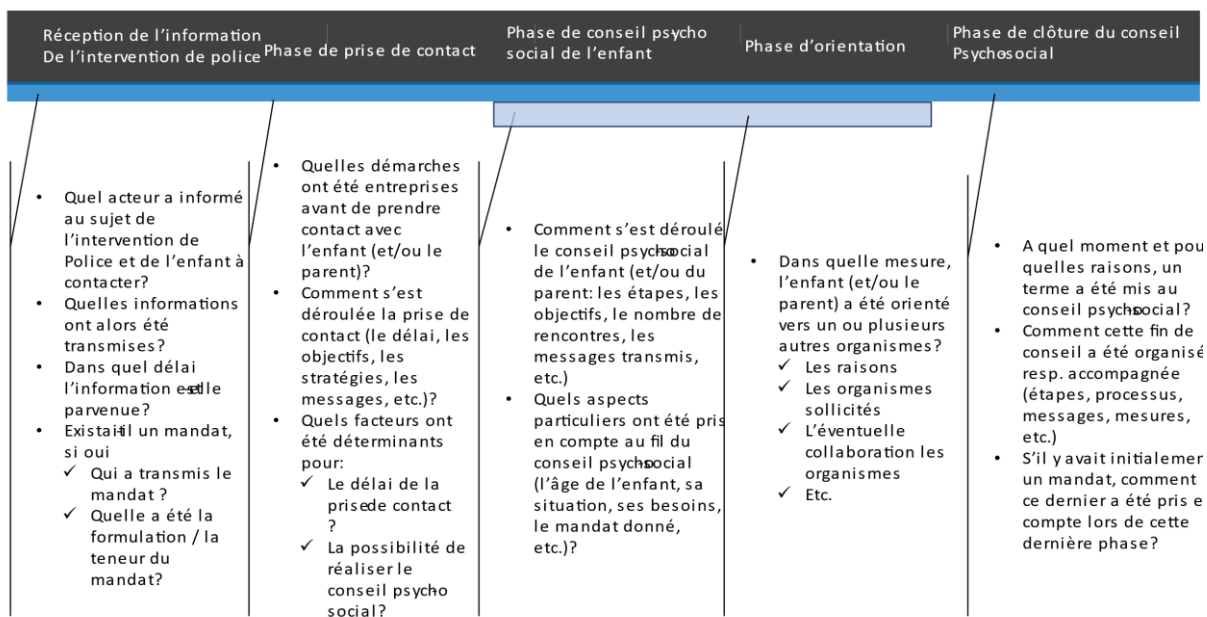 Réception de l'information
De l'intervention de police
Phase de prise de contact
Phase de conseil psycho
social de l'enfant
Phase d'orientation
Phase de clôture du conseil
Psychosocial
• Quel acteur a informé
au sujet de
l'intervention de
Police et de l'enfant à
contacter?
• Quelles informations
ont alors été
transmises?
• Dans quel délai
l'information est-elle
parvenue?
• Existait-il un mandat,
si oui
✓ Qui a transmis le
mandat ?
✓ Quelle a été la
formulation / la
teneur du
mandat?
• Quelles démarches
ont été entreprises
avant de prendre
contact avec
l'enfant (et/ou le
parent)?
• Comment s'est
déroulée la prise de
contact (le délai, les
objectifs, les
stratégies, les
messages, etc.)?
• Quels facteurs ont
été déterminants
pour:
✓ Le délai de la
prise de contact
?
✓ La possibilité de
réaliser le
conseil psycho
social?
• Comment s'est déroulé
le conseil psychosocial
de l'enfant (et/ou du
parent: les étapes, les
objectifs, le nombre de
rencontres, les
messages transmis,
etc.)
• Quels aspects
particuliers ont été pris
en compte au fil du
conseil psychosocial
(l'âge de l'enfant, sa
situation, ses besoins,
le mandat donné,
etc.)?
• Dans quelle mesure,
l'enfant (et/ou le
parent) a été orienté
vers un ou plusieurs
autres organismes?
✓ Les raisons
✓ Les organismes
sollicités
✓ L'éventuelle
collaboration les
organismes
✓ Etc.
• A quel moment et pou
quelles raisons, un
terme a été mis au
conseil psychosocial?
• Comment cette fin de
conseil a été organisé
resp. accompagnée
(étapes, processus,
messages, mesures,
etc.)
• S'il y avait initialemen
un mandat, comment
ce dernier a été pris e
compte lors de cette
dernière phase?